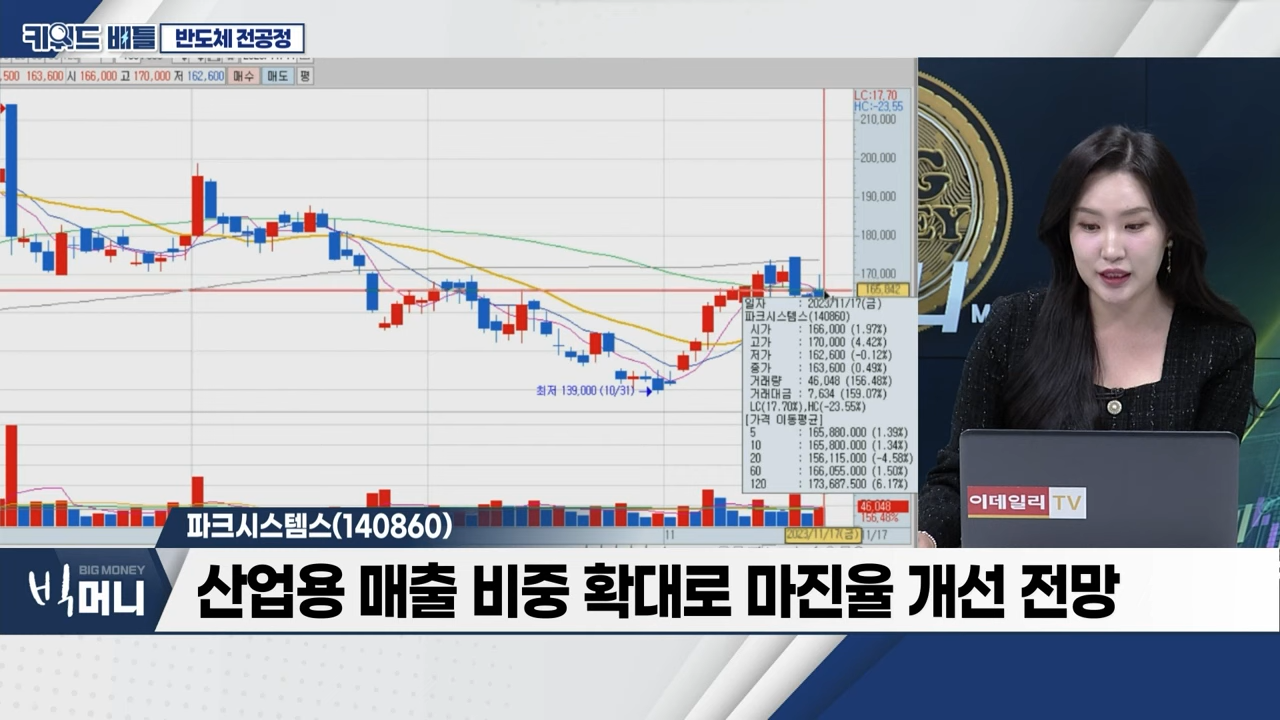 키워드 배틀
반도체 전공정
,500 163,600 시 166,000 고 170,000 저 162,600 매수 매도 평
LC:17,70
HC:-23,55
210,000
200,000
190,000
180,000
170,000
165,842
최저 139,000 (10/31)
일자 : 2023/11/17(금)
파크시스템스(140860)
시가 : 166,000 (1.97%)
고가 : 170,000 (4.42%)
저가 : 162,600 (-0.12%)
종가 : 163,600 (0.49%)
거래량 : 46,048 (156.48%)
거래대금 : 7,634 (159.07%)
LC(17.70%),HC(-23.55%)
[가격 이동평균]
5 : 165,880.000 (1.39%)
10 : 165,800.000 (1.34%)
20 : 156,115.000 (-4.58%)
60 : 166,055.000 (1.50%)
120 : 173,687.500 (6.17%)
46,048
156,48%
11
2023/11/17(금)
11/17
이데일리 TV
파크시스템스(140860)
BIG MONEY
빅머니
산업용 매출 비중 확대로 마진율 개선 전망